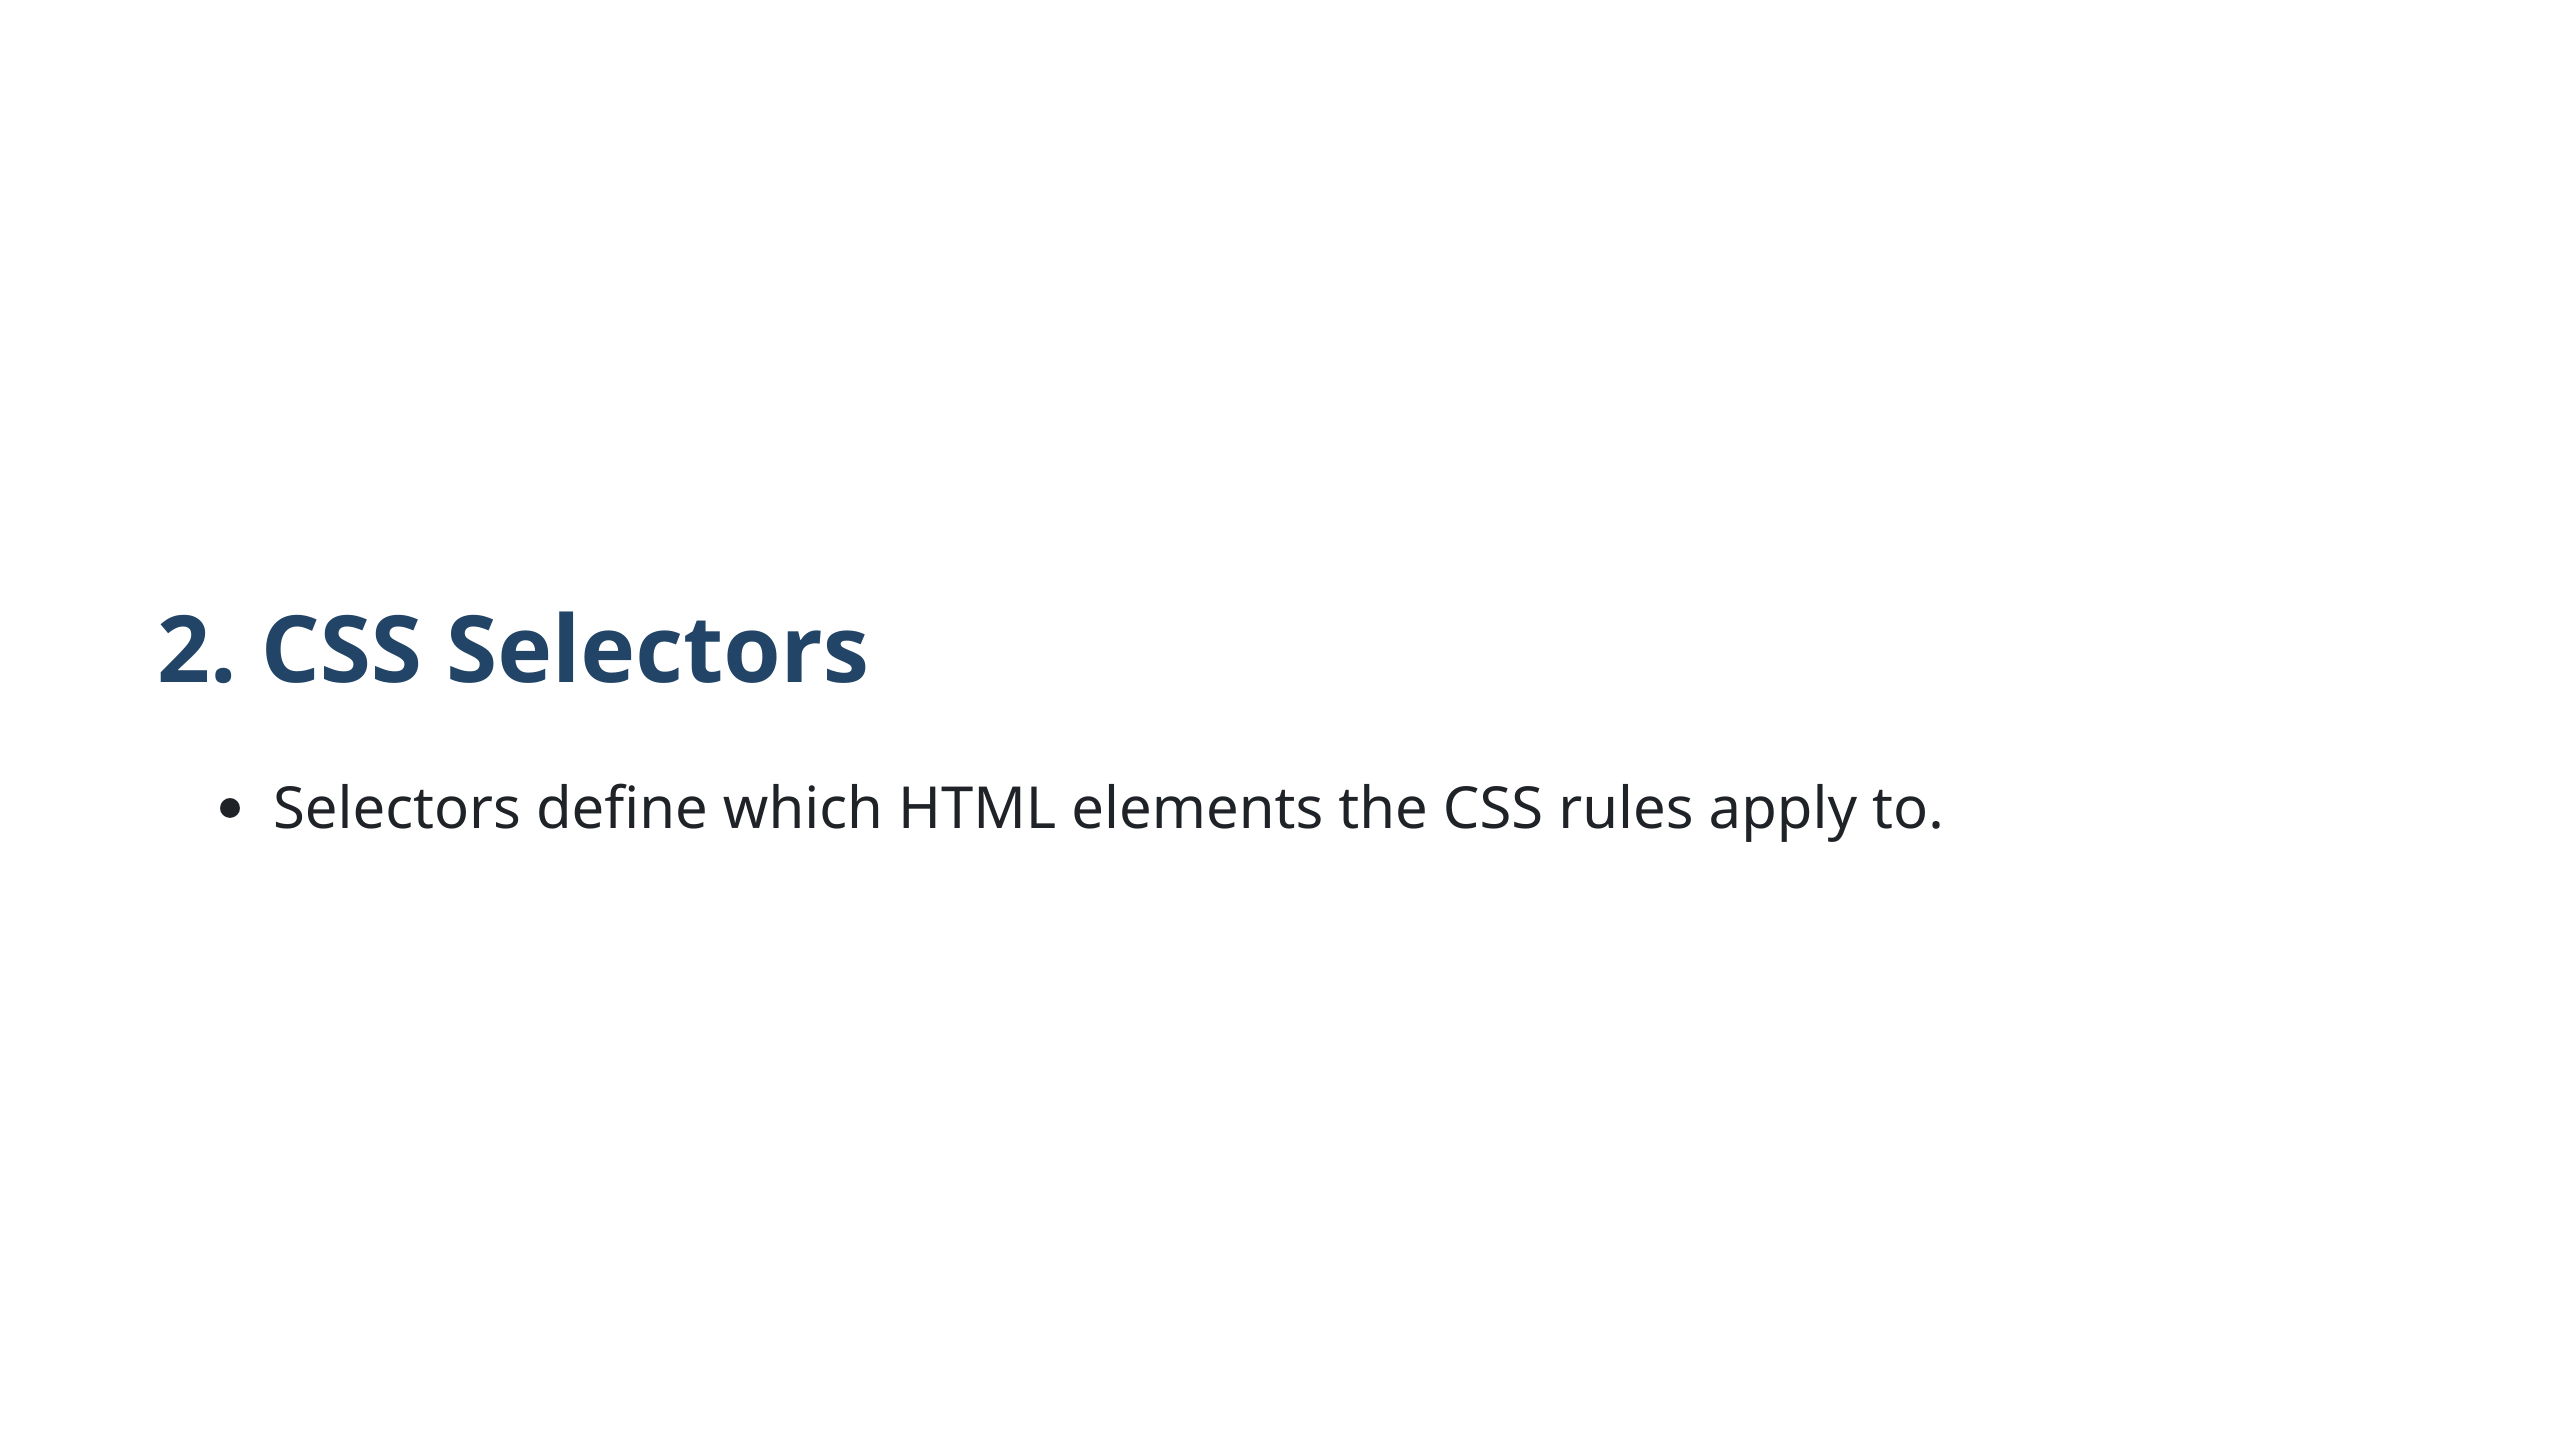 2. CSS Selectors
• Selectors define which HTML elements the CSS rules apply to.